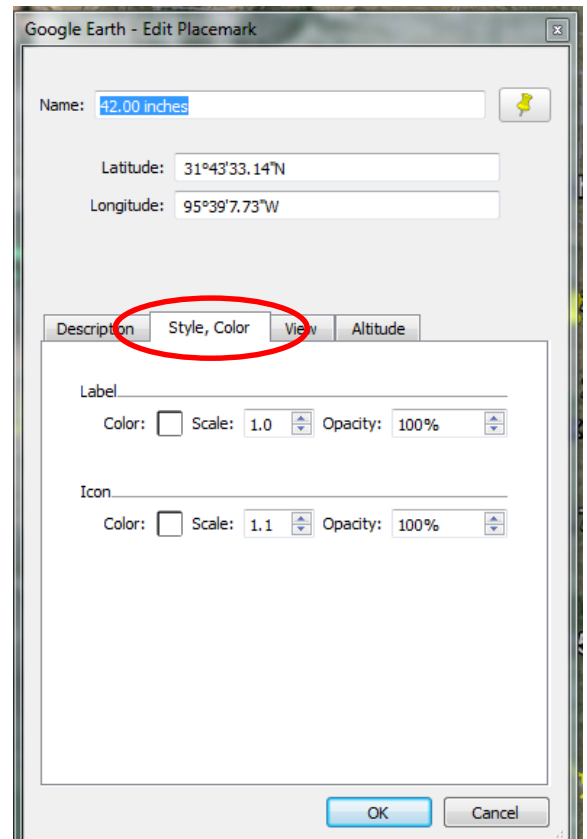 Google Earth - Edit Placemark
Name: 42.00 inches
Latitude: 31°43'33.14"N
Longitude: 95°39'7.73"W
Description Style, Color View Altitude
Label
Color: Scale: 1.0 Opacity: 100%
Icon
Color: Scale: 1.1 Opacity: 100%
OK Cancel